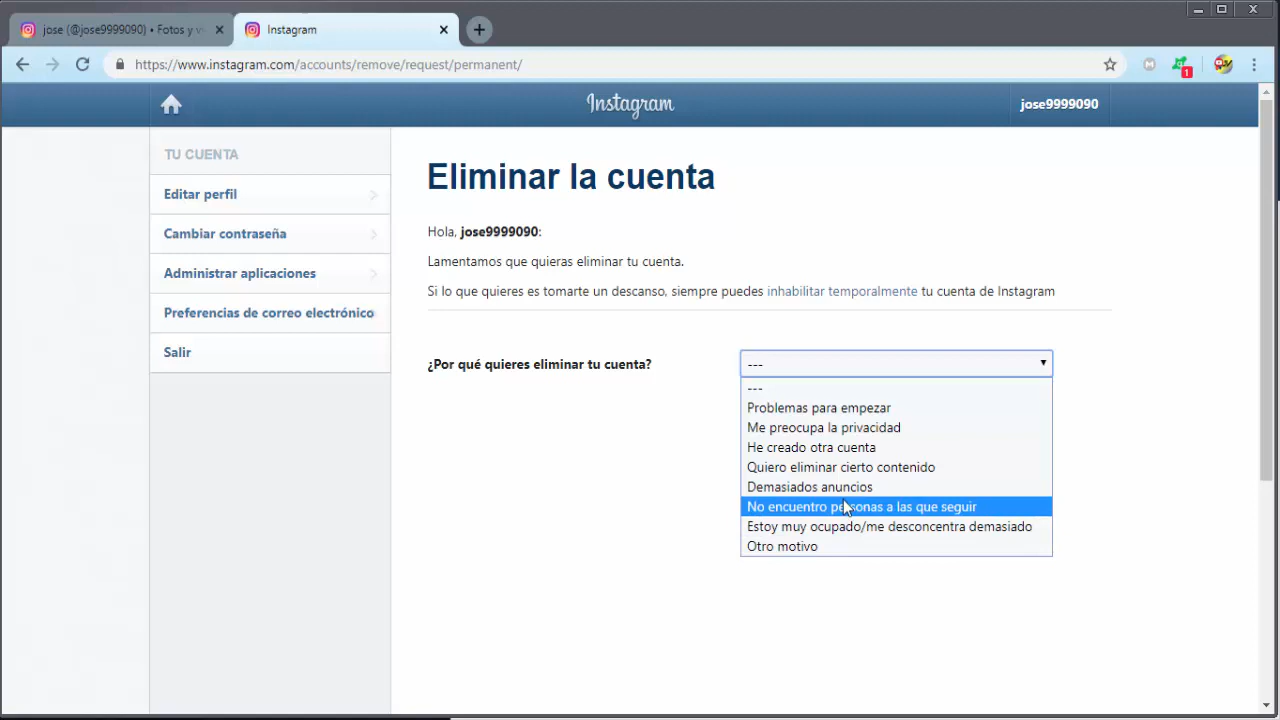 jose (@jose9999090) • Fotos y v
Instagram
https://www.instagram.com/accounts/remove/request/permanent/
1
Instagram
jose9999090
TU CUENTA
Editar perfil
Cambiar contraseña
Administrar aplicaciones
Preferencias de correo electrónico
Salir
Eliminar la cuenta
Hola, jose9999090:
Lamentamos que quieras eliminar tu cuenta.
Si lo que quieres es tomarte un descanso, siempre puedes inhabilitar temporalmente tu cuenta de Instagram
¿Por qué quieres eliminar tu cuenta?
---
---
Problemas para empezar
Me preocupa la privacidad
He creado otra cuenta
Quiero eliminar cierto contenido
Demasiados anuncios
No encuentro personas a las que seguir
Estoy muy ocupado/me desconcentra demasiado
Otro motivo